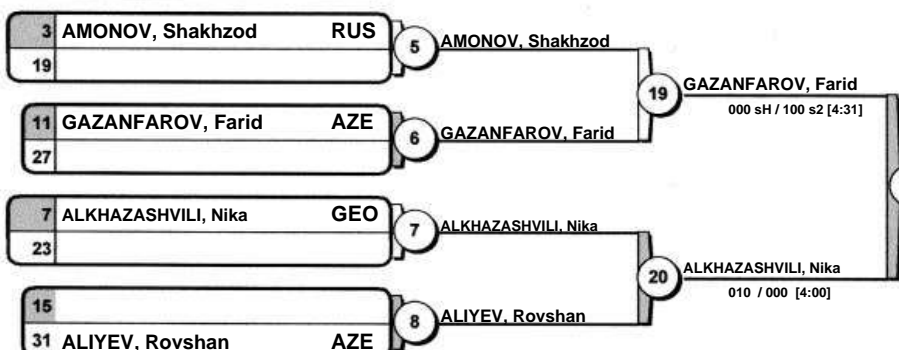 3 AMONOV, Shakhzod RUS
19
5 AMONOV, Shakhzod
11 GAZANFAROV, Farid AZE
27
6 GAZANFAROV, Farid
19 GAZANFAROV, Farid
000 sH / 100 s2 [4:31]
7 ALKHAZASHVILI, Nika GEO
23
7 ALKHAZASHVILI, Nika
15
31 ALIYEV, Rovshan AZE
8 ALIYEV, Rovshan
20 ALKHAZASHVILI, Nika
010 / 000 [4:00]